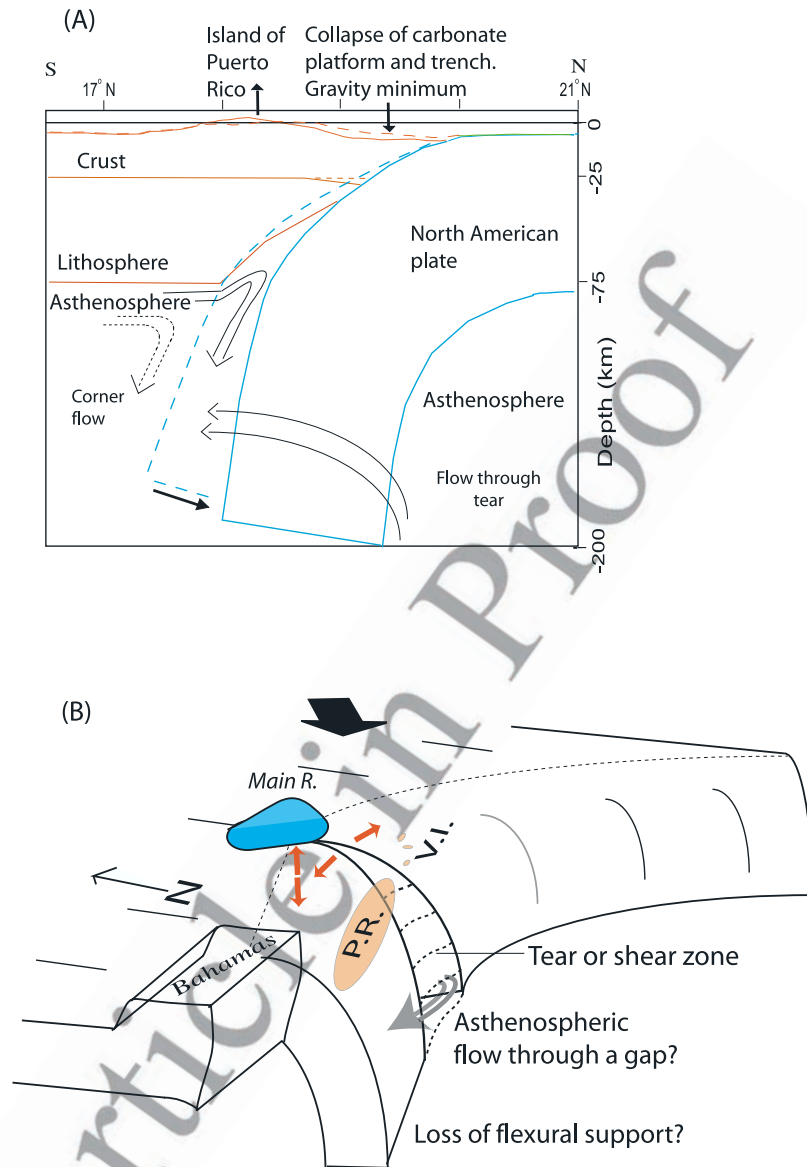 (A)
Island of
Puerto
Rico
Collapse of carbonate
platform and trench.
Gravity minimum
S
N
17°N
21°N
0
Crust
-25
North American
plate
Lithosphere
-75
Asthenosphere
Corner
flow
Asthenosphere
Depth (km)
Flow through
tear
-200
(B)
Main R.
V.I.
N
P.R.
Bahamas
Tear or shear zone
Asthenospheric
flow through a gap?
Loss of flexural support?
Article in Proof